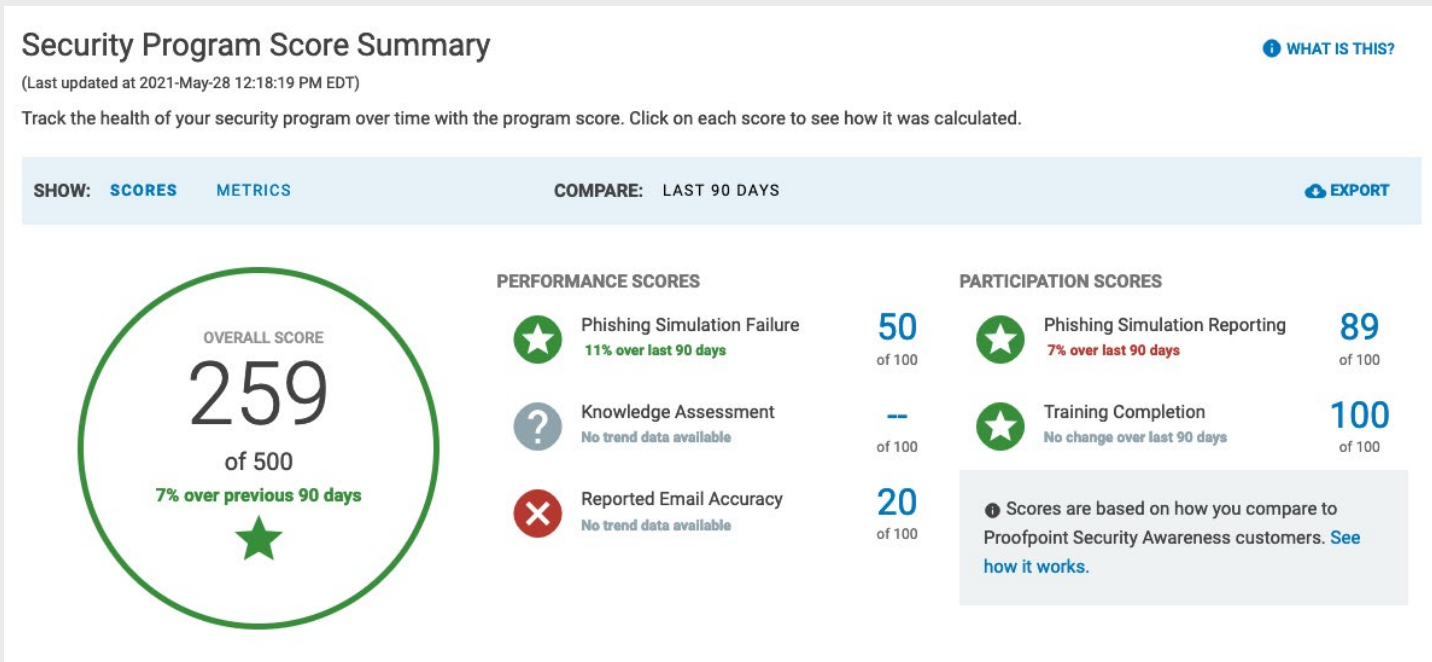 Security Program Score Summary
WHAT IS THIS?
(Last updated at 2021-May-28 12:18:19 PM EDT)
Track the health of your security program over time with the program score. Click on each score to see how it was calculated.
SHOW: SCORES METRICS COMPARE: LAST 90 DAYS EXPORT
OVERALL SCORE
259
of 500
7% over previous 90 days
PERFORMANCE SCORES
Phishing Simulation Failure
11% over last 90 days
50
of 100
Knowledge Assessment
No trend data available
--
of 100
Reported Email Accuracy
No trend data available
20
of 100
PARTICIPATION SCORES
Phishing Simulation Reporting
7% over last 90 days
89
of 100
Training Completion
No change over last 90 days
100
of 100
Scores are based on how you compare to
Proofpoint Security Awareness customers. See
how it works.